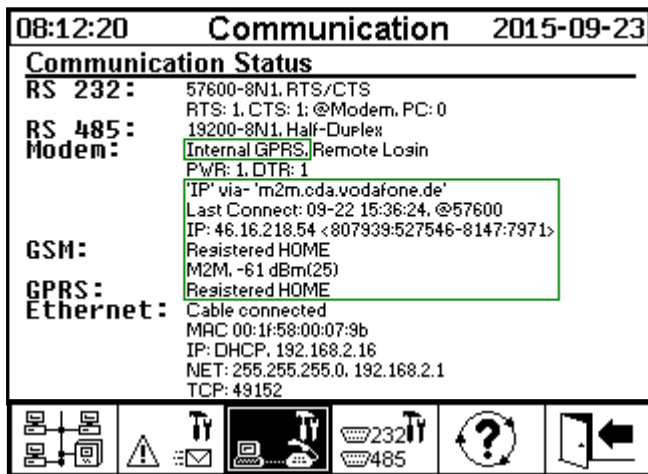 08:12:20 Communication 2015-09-23
Communication Status
RS 232: 57600-8N1, RTS/CTS
RTS: 1, CTS: 1; @Modem, PC: 0
RS 485: 19200-8N1, Half-Duplex
Modem: Internal GPRS, Remote Login
PWR: 1, DTR: 1
'IP' via- 'm2m.cda.vodafone.de'
Last Connect: 09-22 15:36:24, @57600
IP: 46.16.218.54 <807939:527546-8147:7971>
GSM: Registered HOME
M2M, -61 dBm(25)
GPRS: Registered HOME
Ethernet: Cable connected
MAC 00:1f:58:00:07:9b
IP: DHCP, 192.168.2.16
NET: 255.255.255.0, 192.168.2.1
TCP: 49152
232
485
?